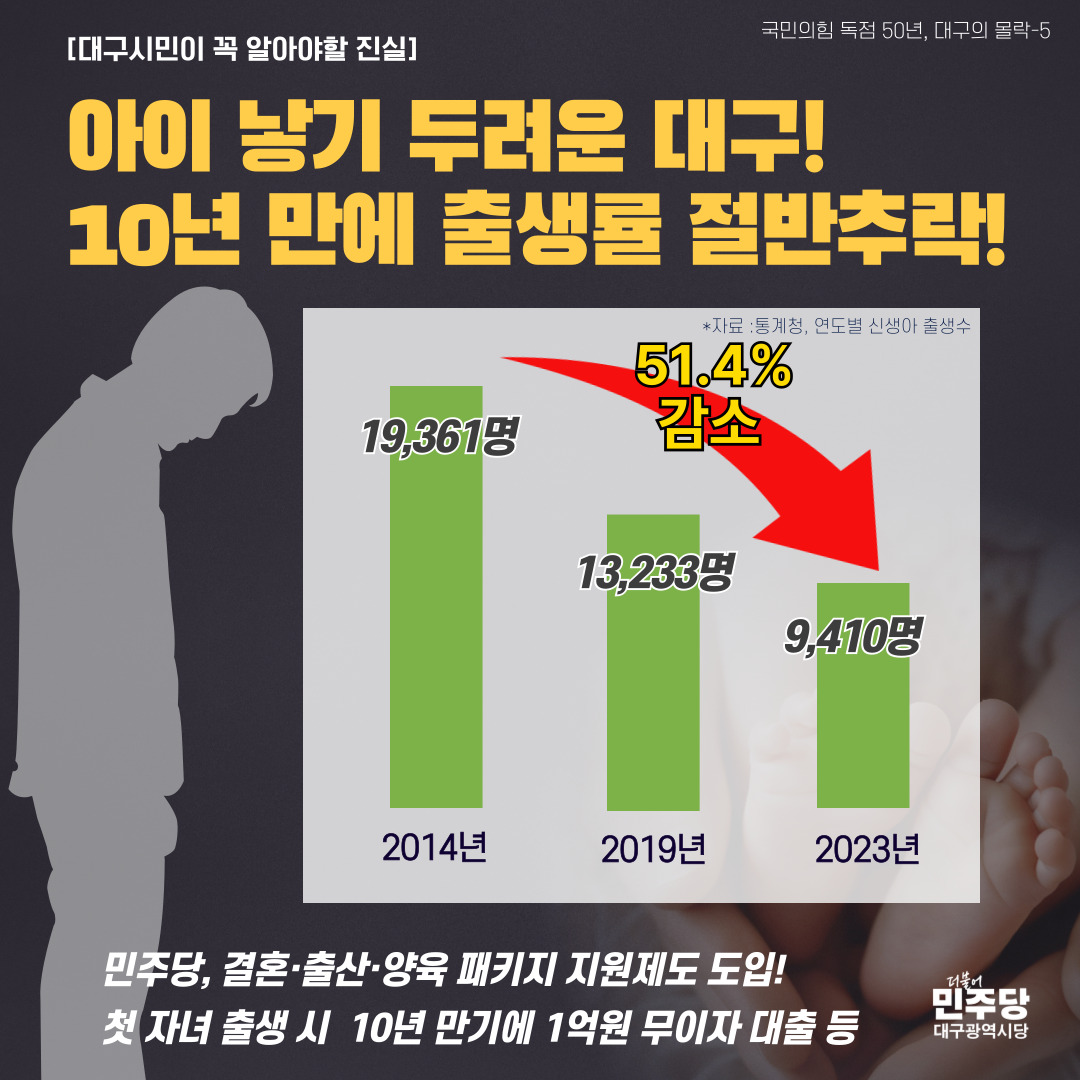 국민의힘 독점 50년, 대구의 몰락-5
[대구시민이 꼭 알아야할 진실]
아이 낳기 두려운 대구!
10년 만에 출생률 절반추락!
*자료 :통계청, 연도별 신생아 출생수
51.4%
감소
19,361명
13,233명
9,410명
2014년
2019년
2023년
민주당, 결혼·출산·양육 패키지 지원제도 도입!
첫 자녀 출생 시 10년 만기에 1억원 무이자 대출 등
더불어
민주당
대구광역시당